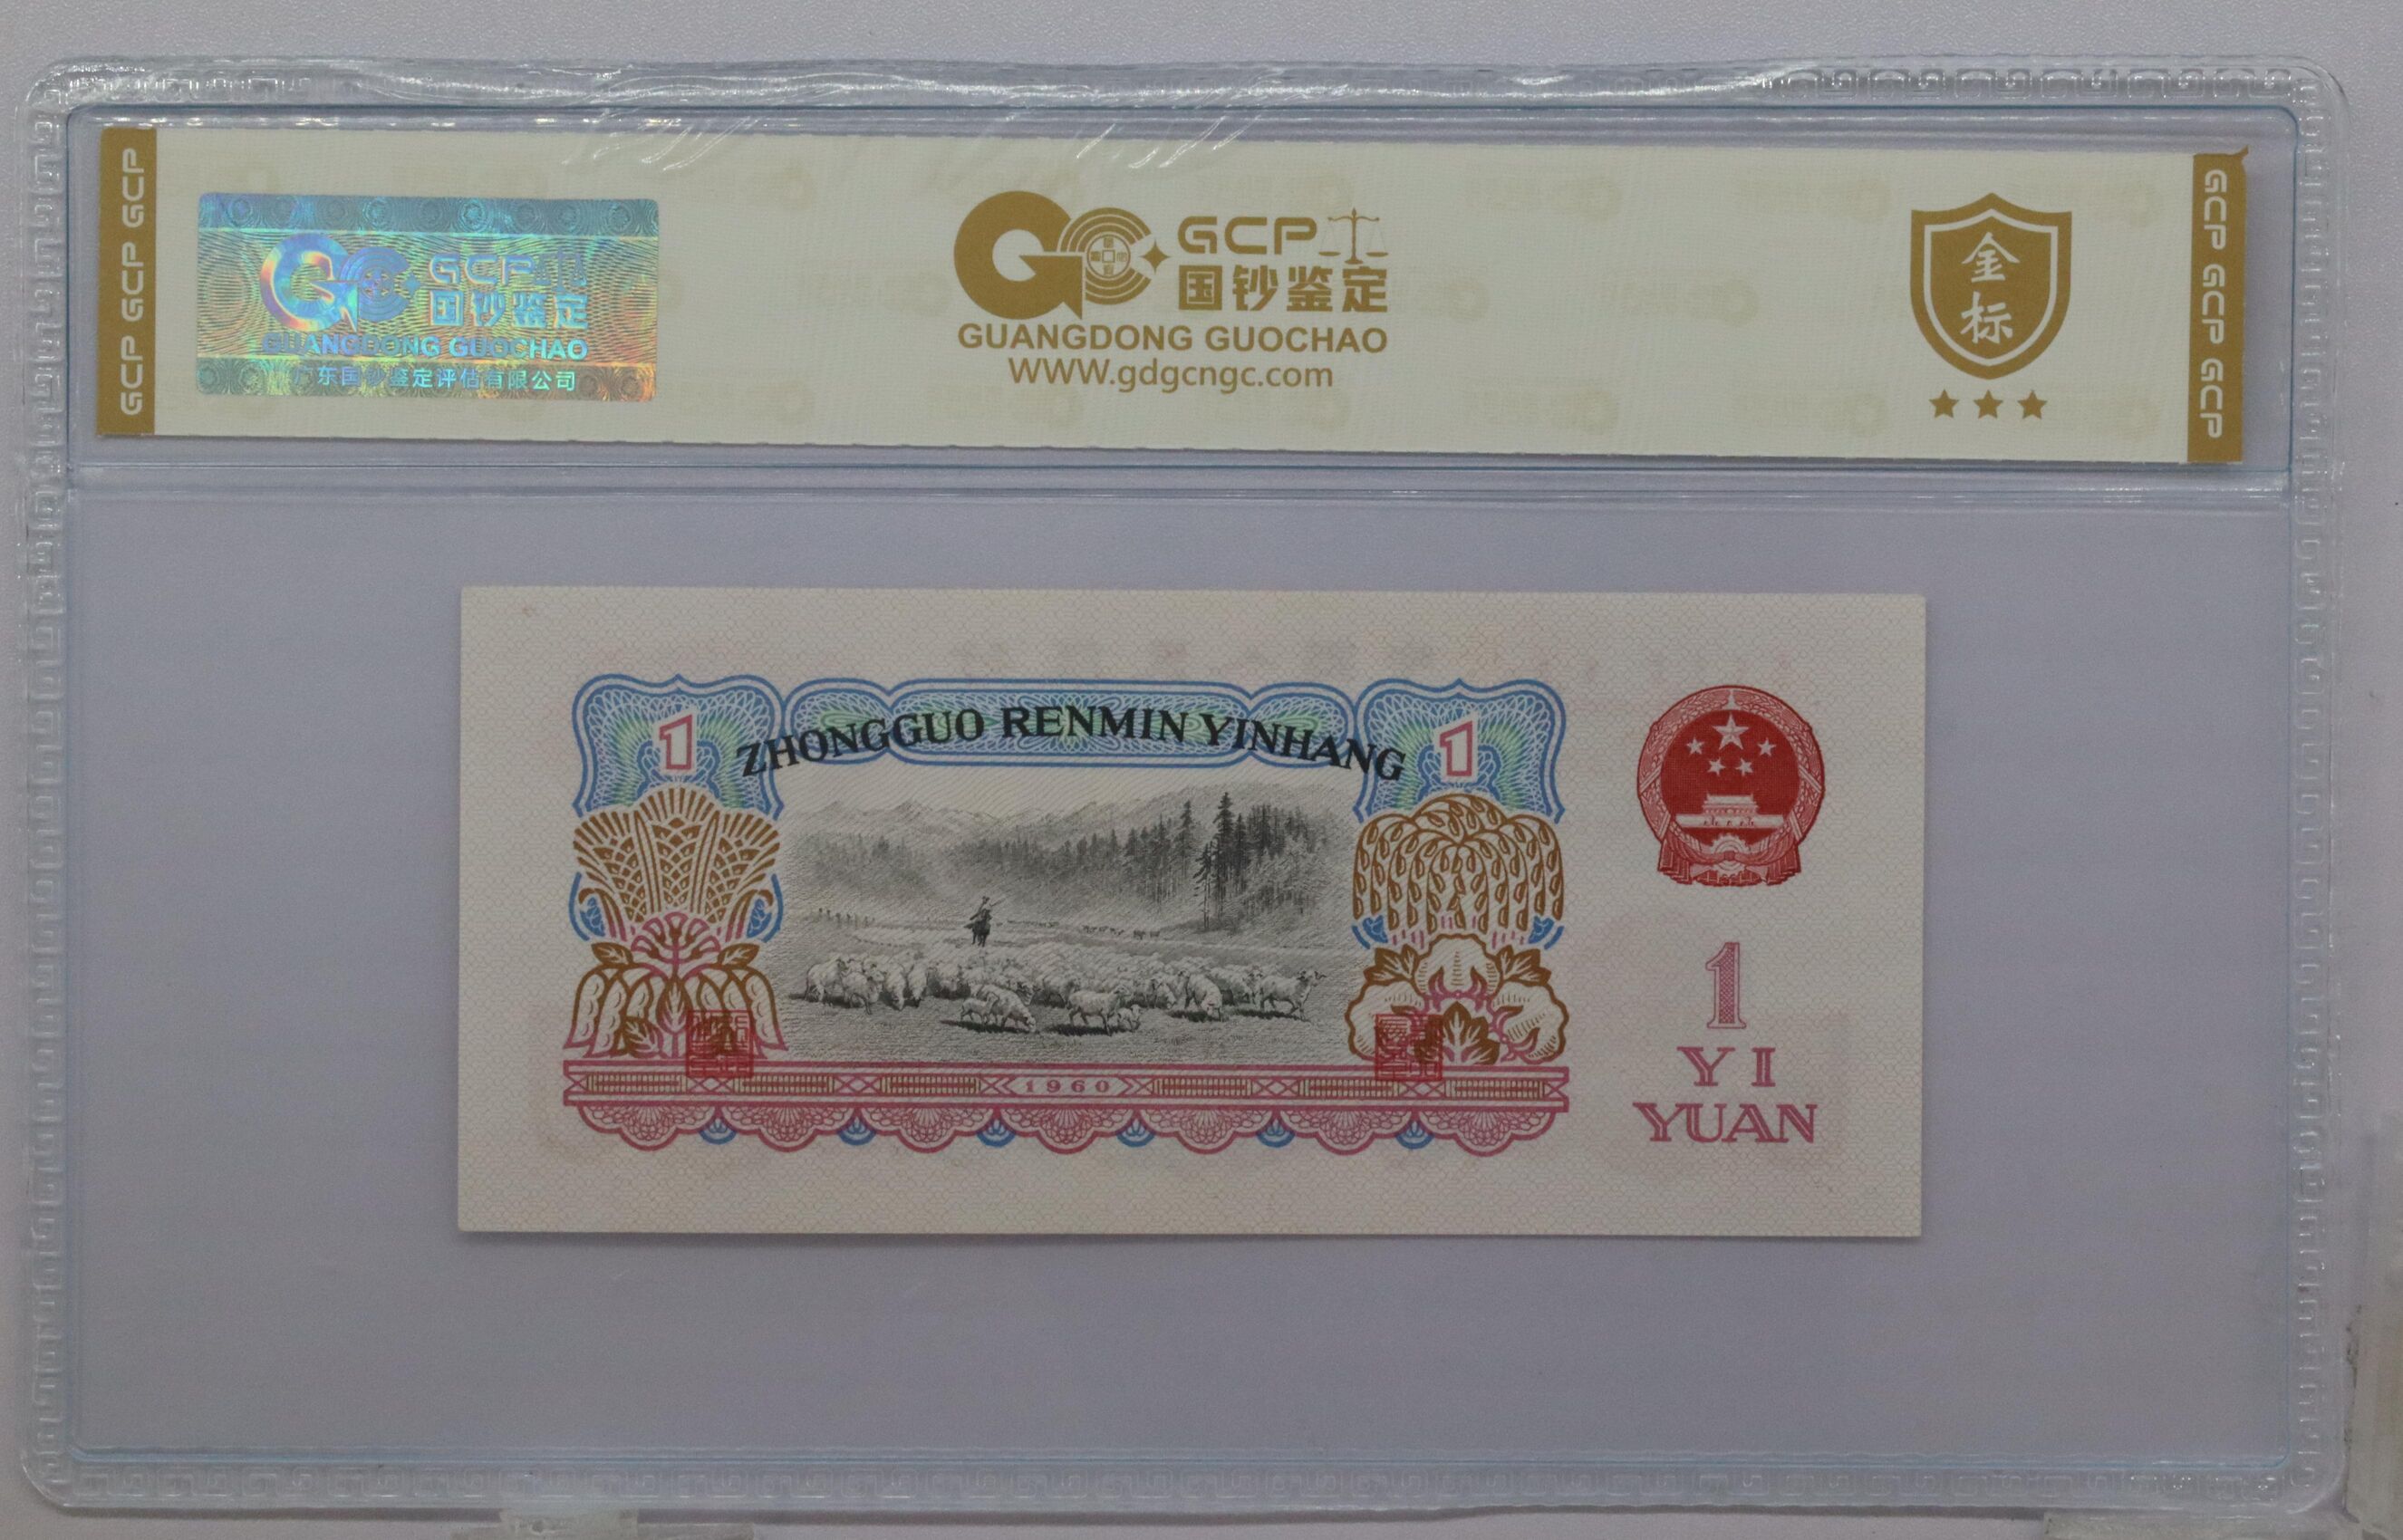 GCP GCP GCP
GCP
国钞鉴定
GUANGDONG GUOCHAO
广东国钞鉴定评估有限公司
GCP
国钞鉴定
GUANGDONG GUOCHAO
WWW.gdgcngc.com
金
标
GCP GCP GCP
1
ZHONGGUO RENMIN YINHANG
1
1960
1
YI
YUAN